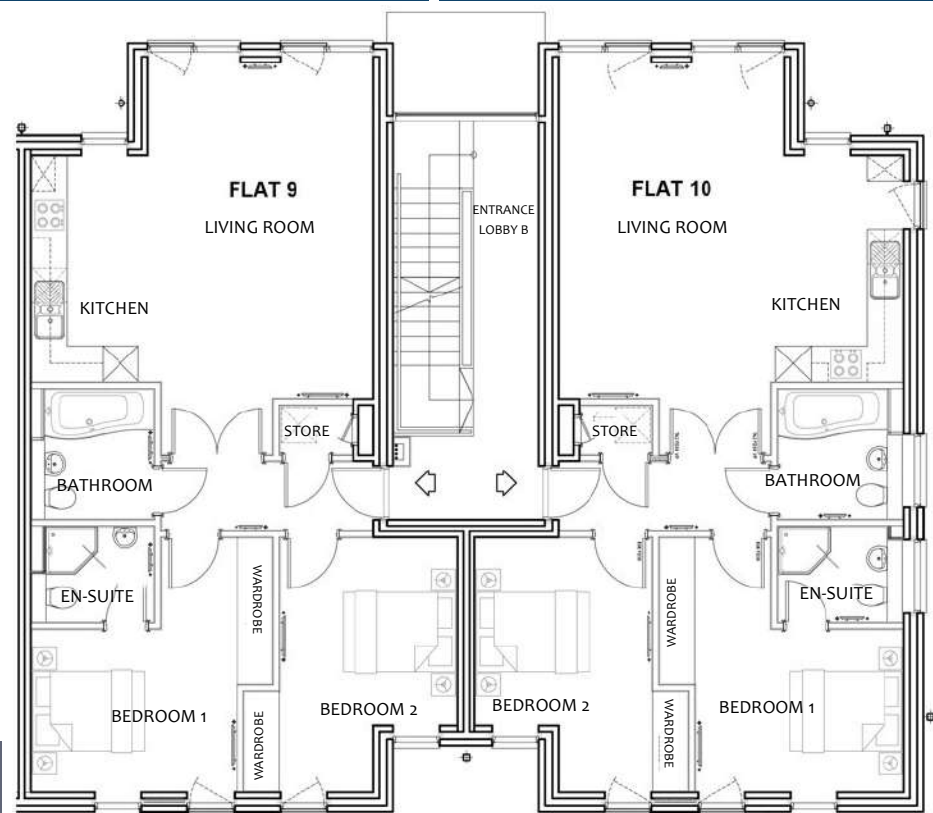 FLAT 9
LIVING ROOM
KITCHEN
ENTRANCE
LOBBY B
FLAT 10
LIVING ROOM
KITCHEN
STORE
BATHROOM
EN-SUITE
WARDROBE
BEDROOM 1
WARDROBE
BEDROOM 2
STORE
BATHROOM
EN-SUITE
WARDROBE
BEDROOM 2
WARDROBE
BEDROOM 1